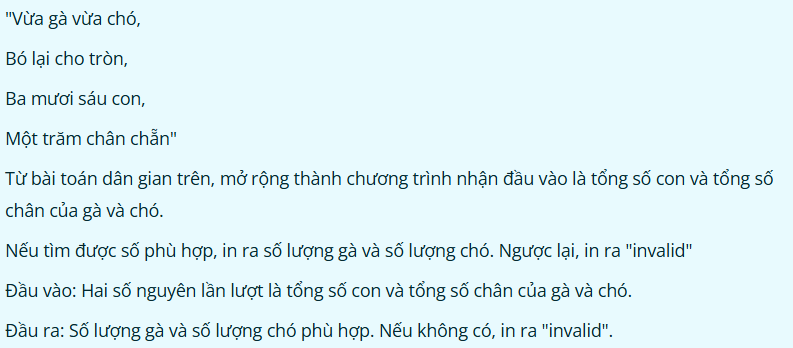 "Vừa gà vừa chó,
Bó lại cho tròn,
Ba mươi sáu con,
Một trăm chân chẵn"
Từ bài toán dân gian trên, mở rộng thành chương trình nhận đầu vào là tổng số con và tổng số
chân của gà và chó.
Nếu tìm được số phù hợp, in ra số lượng gà và số lượng chó. Ngược lại, in ra "invalid"
Đầu vào: Hai số nguyên lần lượt là tổng số con và tổng số chân của gà và chó.
Đầu ra: Số lượng gà và số lượng chó phù hợp. Nếu không có, in ra "invalid".